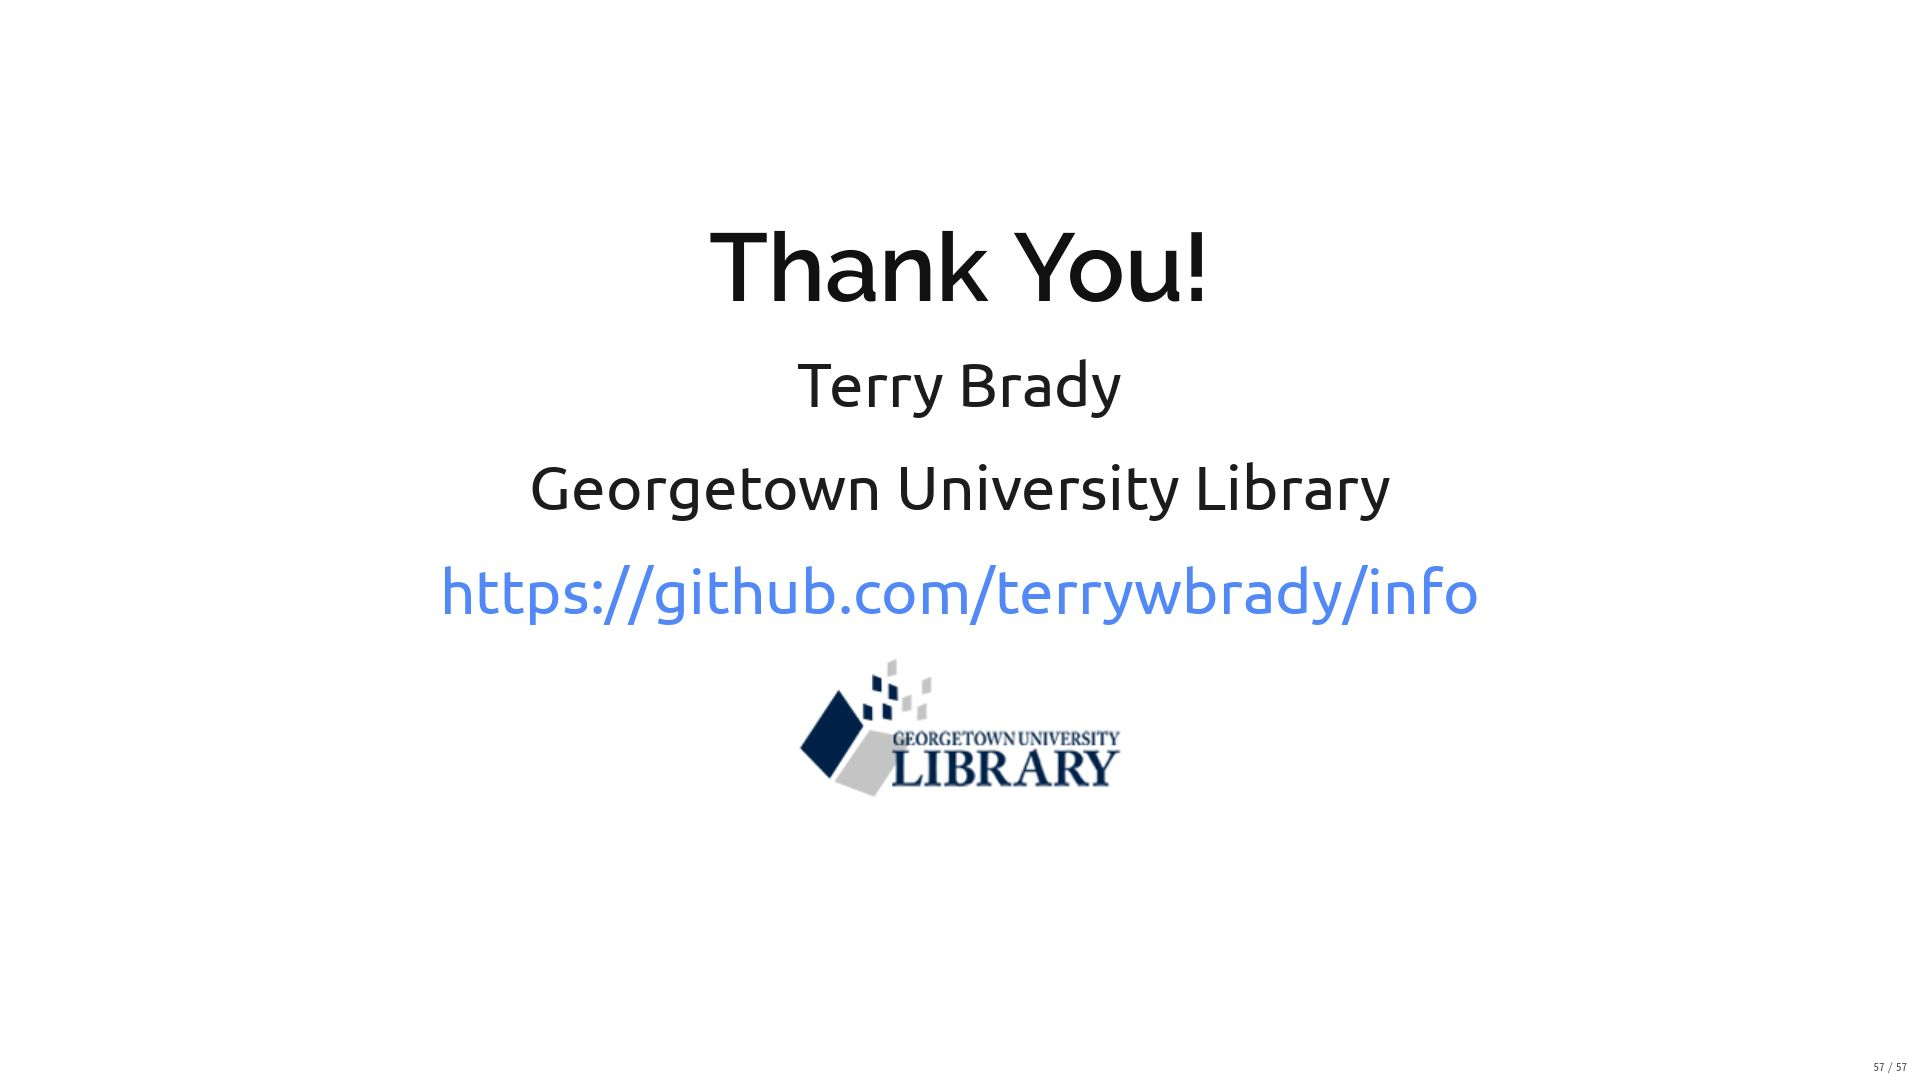 Thank You!
Terry Brady
Georgetown University Library
https://github.com/terrywbrady/info
GEORGETOWN UNIVERSITY
LIBRARY
57 / 57